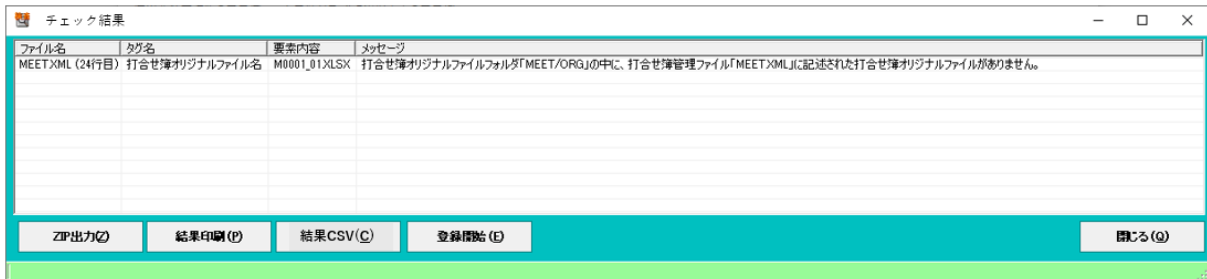 チェック結果
ファイル名 タグ名 要素内容 メッセージ
MEET.XML (24行目) 打合せ簿オリジナルファイル名 M0001_01.XLSX 打合せ簿オリジナルファイルフォルダ「MEET/ORG」の中に、打合せ簿管理ファイル「MEET.XML」に記述された打合せ簿オリジナルファイルがありません。
ZIP出力(Z) 結果印刷(P) 結果CSV(C) 登録開始(E) 閉じる(Q)